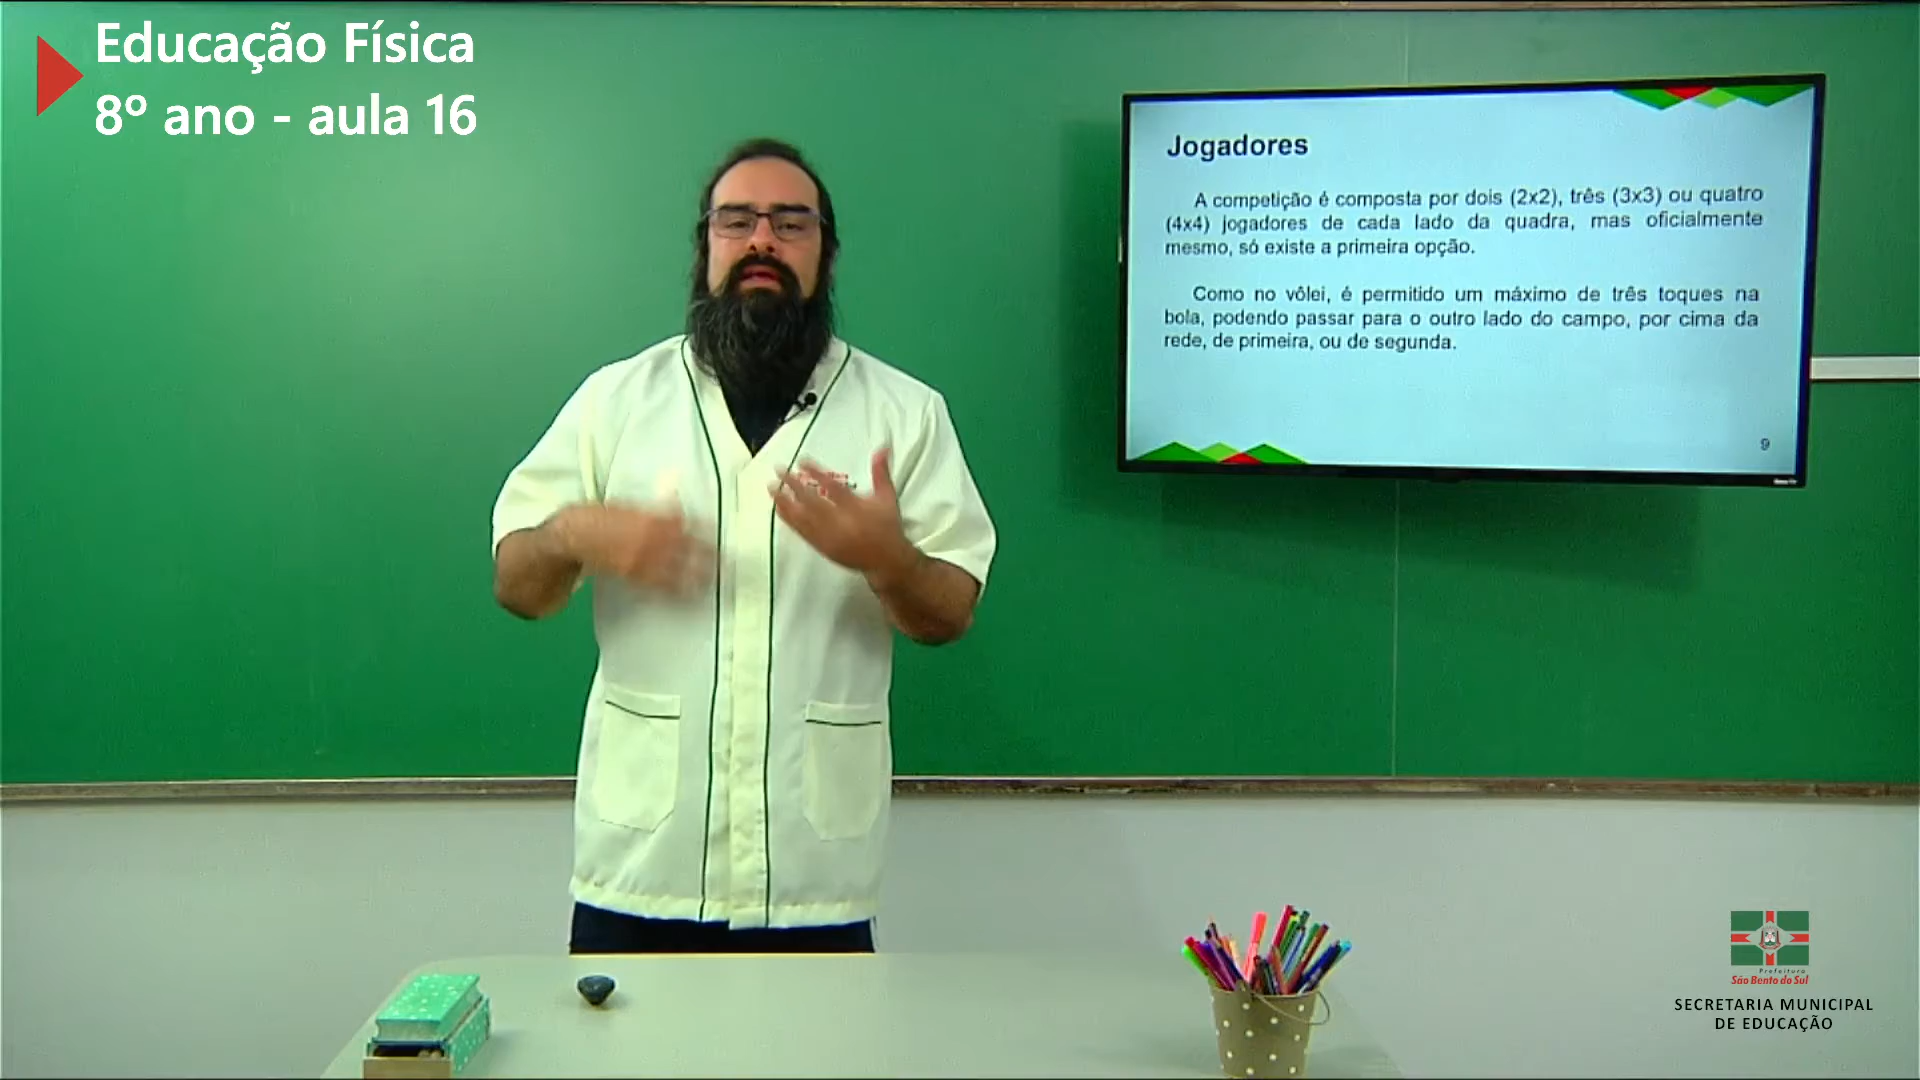 Educação Física
8º ano - aula 16
Jogadores
A competição é composta por dois (2x2), três (3x3) ou quatro
(4x4) jogadores de cada lado da quadra, mas oficialmente
mesmo, só existe a primeira opção.
Como no vôlei, é permitido um máximo de três toques na
bola, podendo passar para o outro lado do campo, por cima da
rede, de primeira, ou de segunda.
9
Prefeitura
São Bento do Sul
SECRETARIA MUNICIPAL
DE EDUCAÇÃO